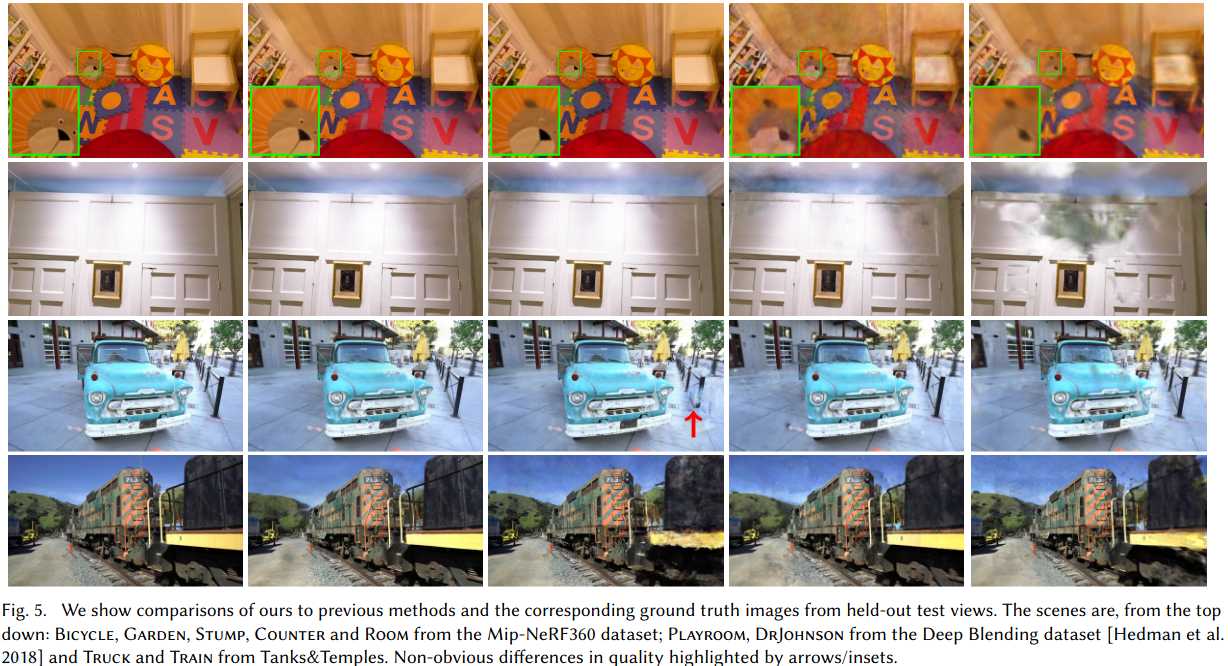 A C
W S V
A C
W S V
A C
W S V
A
W S V
A
S V
Fig. 5. We show comparisons of ours to previous methods and the corresponding ground truth images from held-out test views. The scenes are, from the top
down: Bicycle, Garden, Stump, Counter and Room from the Mip-NeRF360 dataset; Playroom, DrJohnson from the Deep Blending dataset [Hedman et al.
2018] and Truck and Train from Tanks&Temples. Non-obvious differences in quality highlighted by arrows/insets.